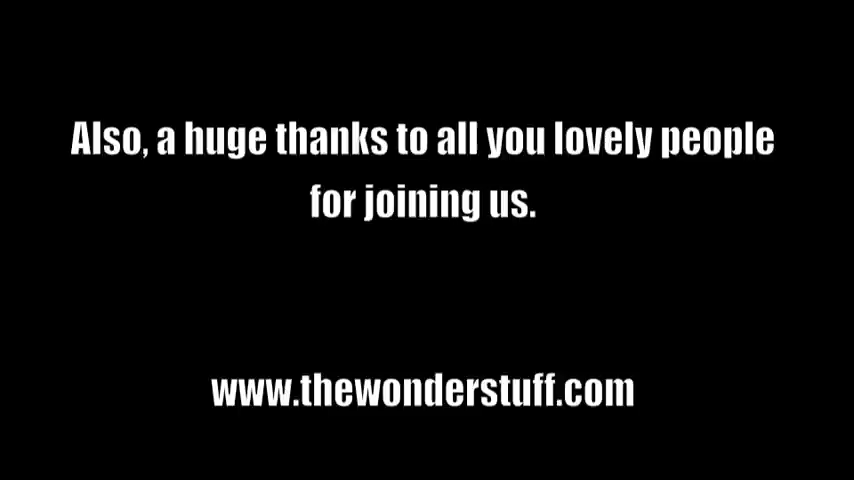 Also, a huge thanks to all you lovely people
for joining us.
www.thewonderstuff.com